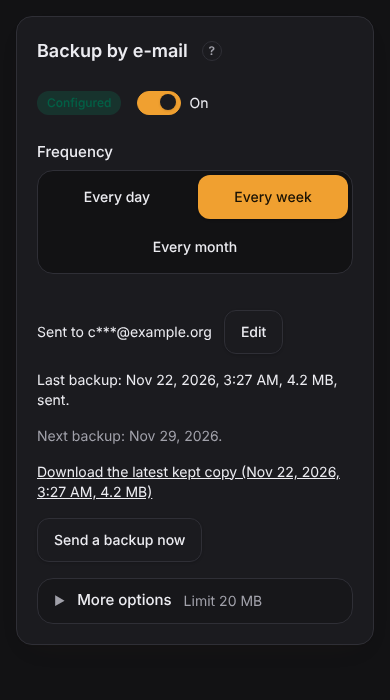 Backup by e-mail ?
Configured On
Frequency
Every day Every week
Every month
Sent to c***@example.org Edit
Last backup: Nov 22, 2026, 3:27 AM, 4.2 MB,
sent.
Next backup: Nov 29, 2026.
Download the latest kept copy (Nov 22, 2026,
3:27 AM, 4.2 MB)
Send a backup now
More options Limit 20 MB